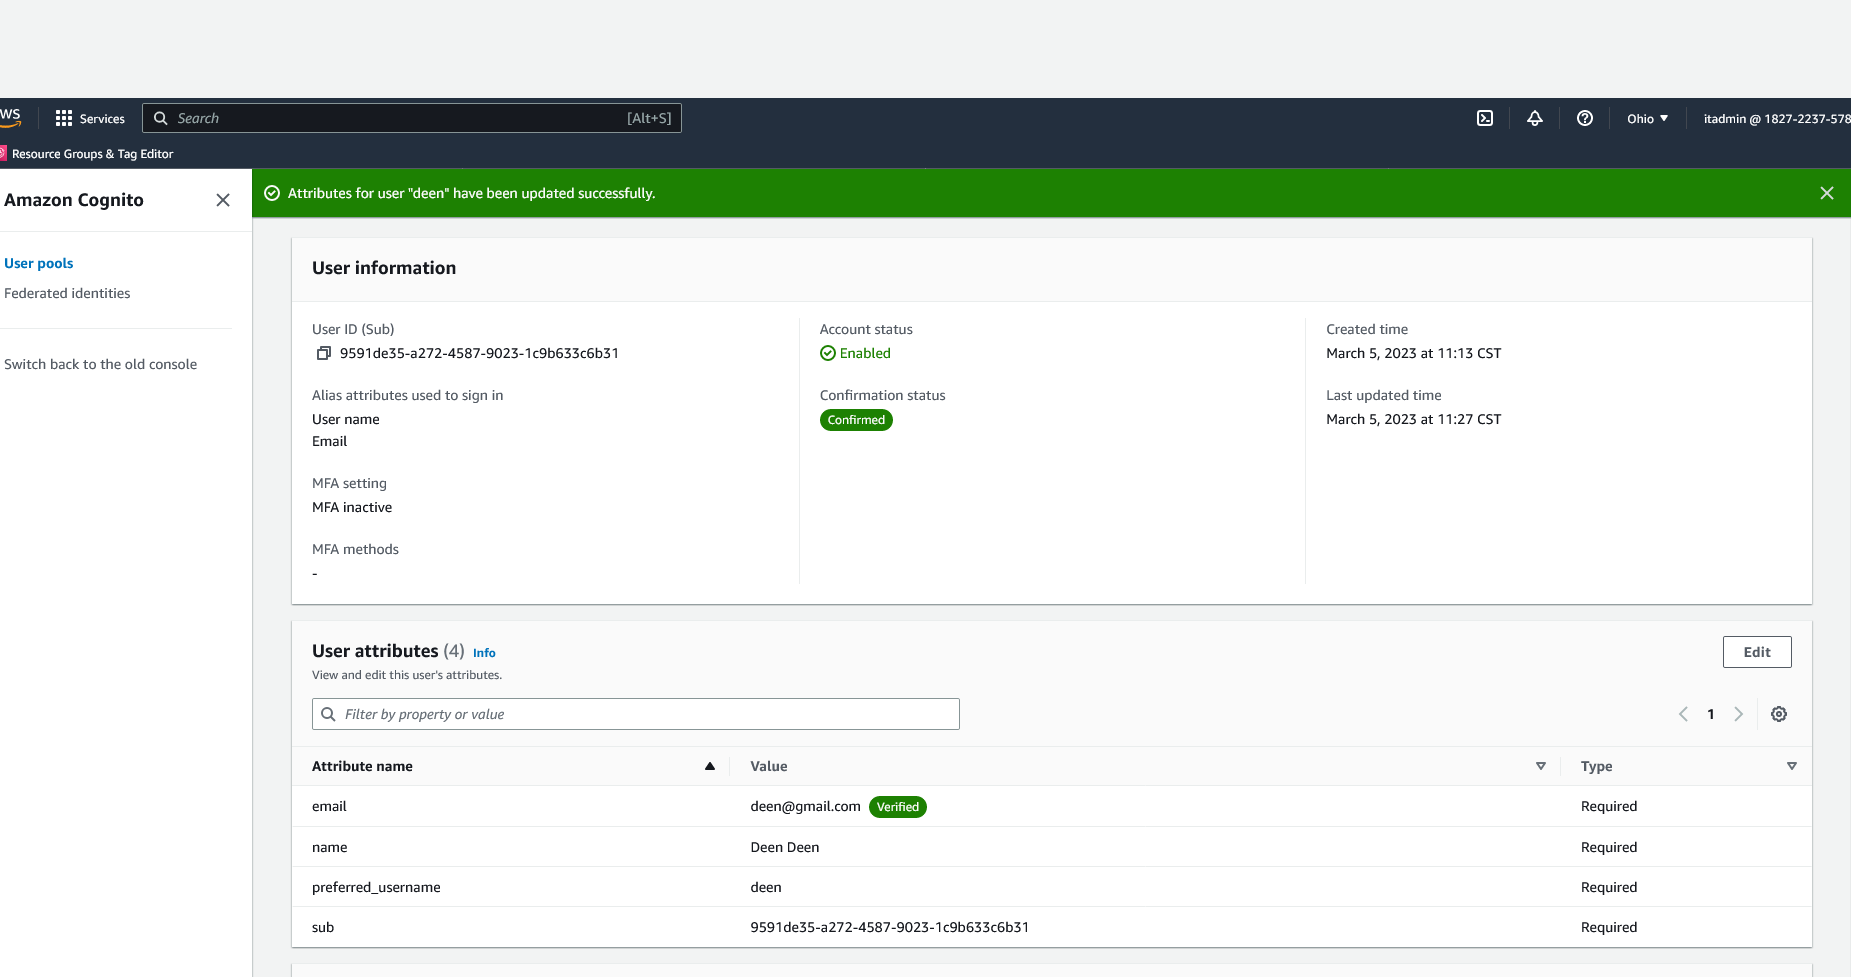 WS
Services
Search
[Alt+S]
Ohio
itadmin @ 1827-2237-578
Resource Groups & Tag Editor
Amazon Cognito
User pools
Federated identities
Switch back to the old console
Attributes for user "deen" have been updated successfully.
User information
User ID (Sub)
9591de35-a272-4587-9023-1c9b633c6b31
Alias attributes used to sign in
User name
Email
MFA setting
MFA inactive
MFA methods
-
Account status
Enabled
Confirmation status
Confirmed
Created time
March 5, 2023 at 11:13 CST
Last updated time
March 5, 2023 at 11:27 CST
User attributes (4) Info
View and edit this user's attributes.
Edit
Filter by property or value
1
Attribute name Value Type
email deen@gmail.com Verified Required
name Deen Deen Required
preferred_username deen Required
sub 9591de35-a272-4587-9023-1c9b633c6b31 Required